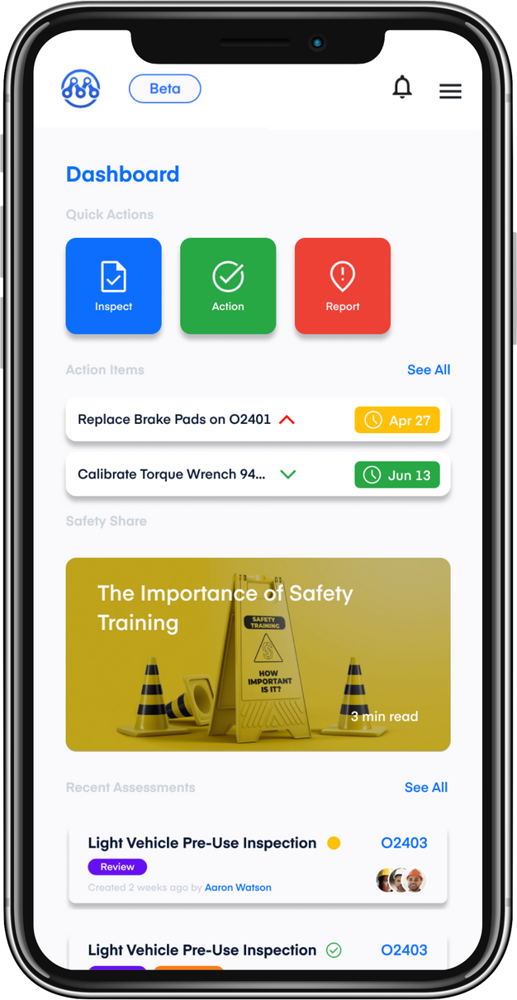 Beta
Dashboard
Quick Actions
Inspect
Action
Report
Action Items
See All
Replace Brake Pads on O2401
Apr 27
Calibrate Torque Wrench 94...
Jun 13
Safety Share
The Importance of Safety
Training
SAFETY
TRAINING
HOW
IMPORTANT
IS IT?
3 min read
Recent Assessments
See All
Light Vehicle Pre-Use Inspection
O2403
Review
Created 2 weeks ago by Aaron Watson
Light Vehicle Pre-Use Inspection
O2403